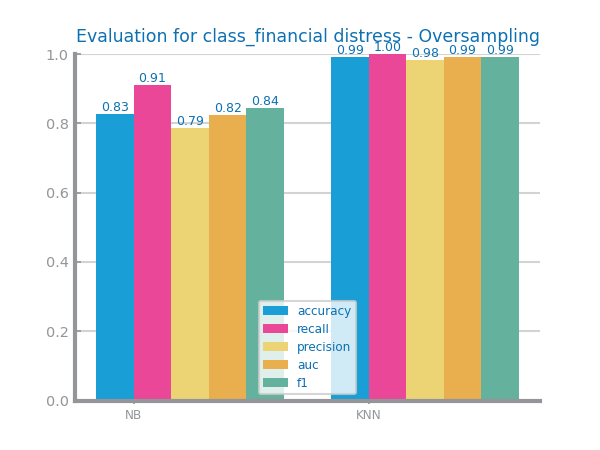 Evaluation for class_financial distress - Oversampling
1.0
0.8
0.6
0.4
0.2
0.0
0.83
0.91
0.79
0.82
0.84
0.99
1.00
0.98
0.99
0.99
accuracy
recall
precision
auc
f1
NB
KNN